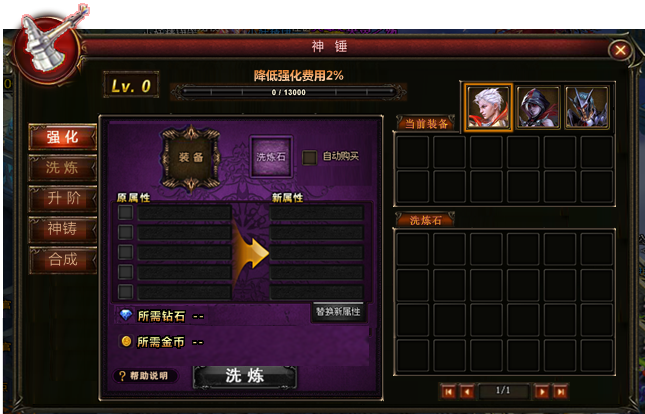 神锤
降低强化费用2%
Lv. 0
0 / 13000
强化
洗炼
升阶
神铸
合成
装备
洗炼石
自动购买
原属性
新属性
所需钻石 --
替换新属性
所需金币 --
? 帮助说明
洗炼
当前装备
洗炼石
1/1